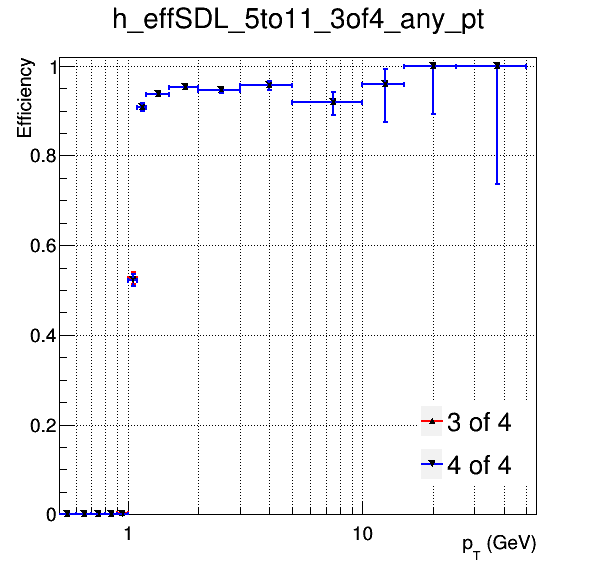 h_effSDL_5to11_3of4_any_pt
Efficiency
1
0.8
0.6
0.4
0.2
0
3 of 4
4 of 4
1
10
p_T (GeV)